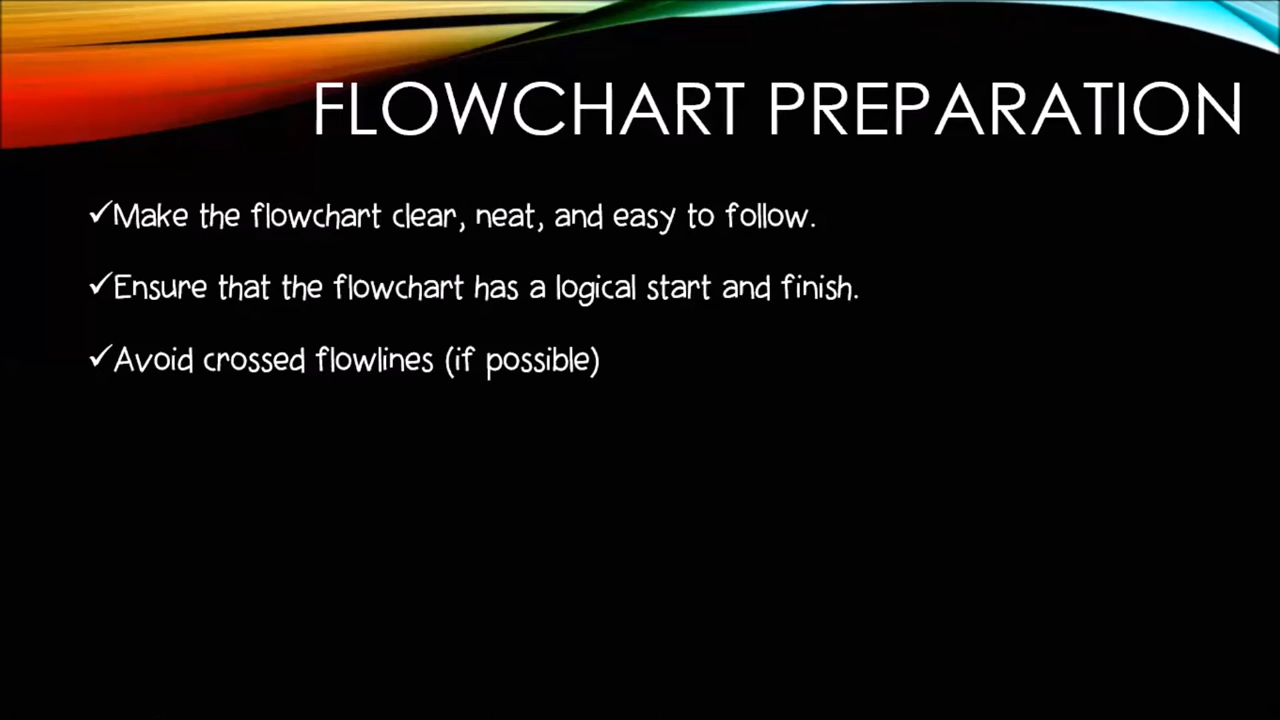 FLOWCHART PREPARATION
✓Make the flowchart clear, neat, and easy to follow.
✓Ensure that the flowchart has a logical start and finish.
✓Avoid crossed flowlines (if possible)